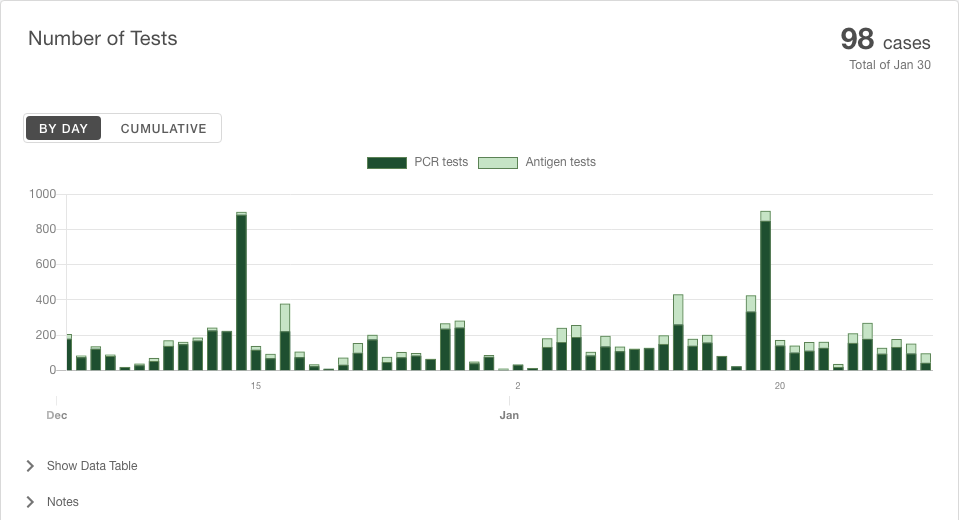 Number of Tests
98 cases
Total of Jan 30
BY DAY CUMULATIVE
PCR tests Antigen tests
1000
800
600
400
200
0
15 2 20
Dec Jan
Show Data Table
Notes